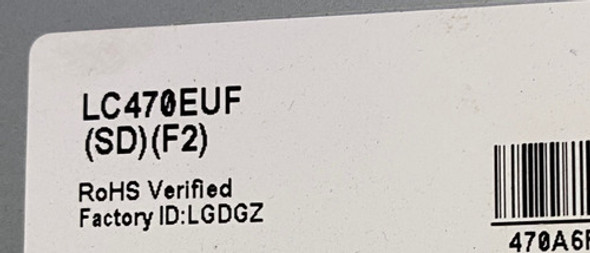 LC470EUF
(SD)(F2)
RoHS Verified
Factory ID:LGDGZ